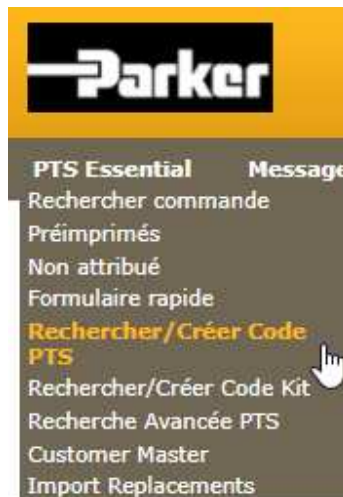 Parker
PTS Essential Message
Rechercher commande
Préimprimés
Non attribué
Formulaire rapide
Rechercher/Créer Code
PTS
Rechercher/Créer Code Kit
Recherche Avancée PTS
Customer Master
Import Replacements